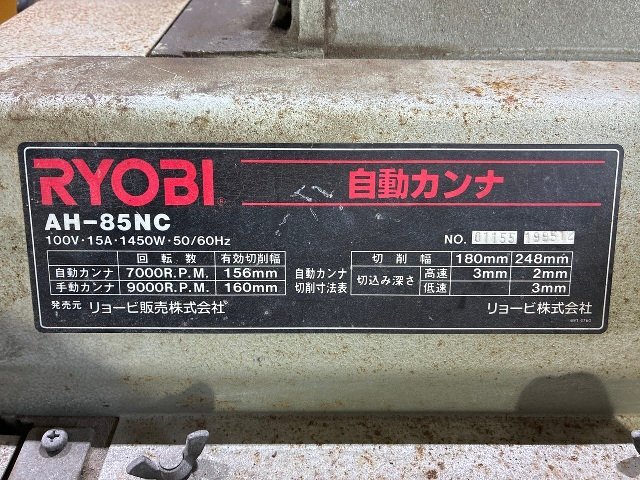 RYOBI® 自動カンナ
AH-85NC
100V・15A・1450W・50/60Hz
NO. 61155 199512
回転数 有効切削幅
自動カンナ 7000R.P.M. 156mm
手動カンナ 9000R.P.M. 160mm
発売元 リョービ販売株式会社
自動カンナ
切削寸法表
切削幅 180mm 248mm
切込み深さ 高速 3mm 2mm
低速 3mm
リョービ株式会社